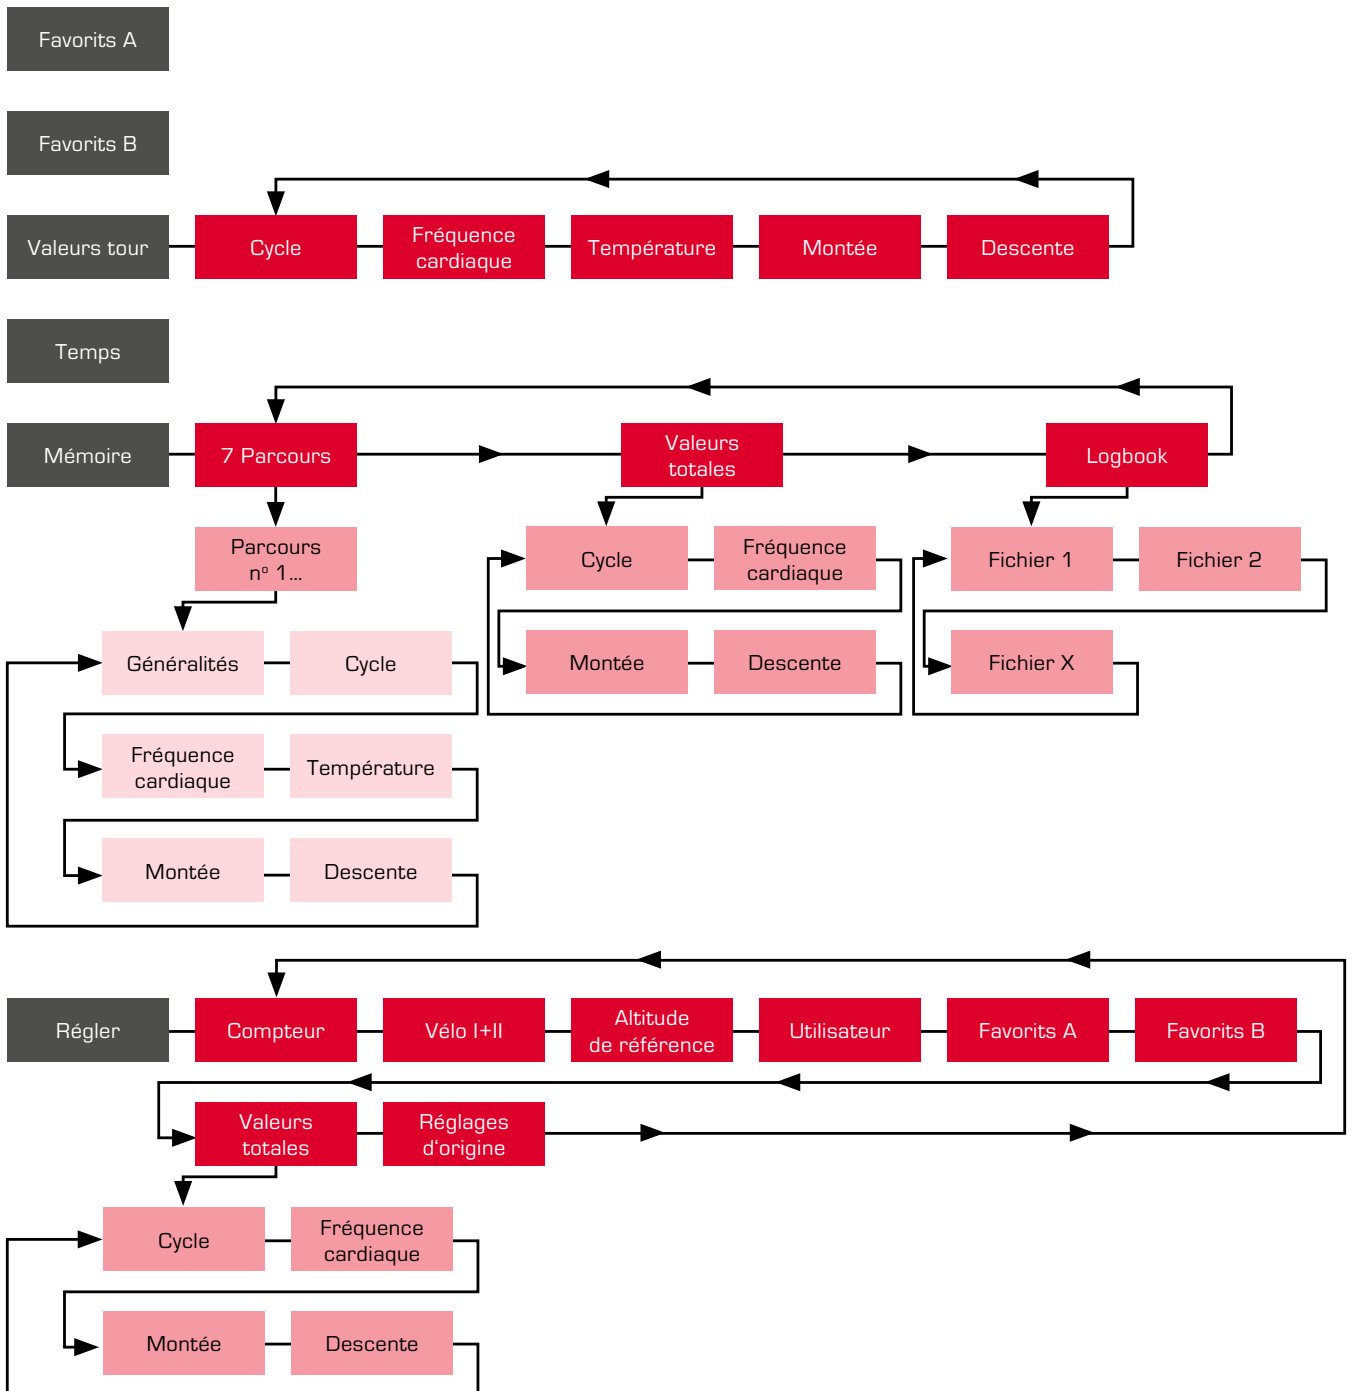 Favorits A
Favorits B
Valeurs tour
Cycle
Fréquence
cardiaque
Température
Montée
Descente
Temps
Mémoire
7 Parcours
Valeurs
totales
Logbook
Parcours
nº 1...
Cycle
Fréquence
cardiaque
Fichier 1
Fichier 2
Généralités
Cycle
Montée
Descente
Fichier X
Fréquence
cardiaque
Température
Montée
Descente
Régler
Compteur
Vélo I+II
Altitude
de référence
Utilisateur
Favorits A
Favorits B
Valeurs
totales
Réglages
d‘origine
Cycle
Fréquence
cardiaque
Montée
Descente